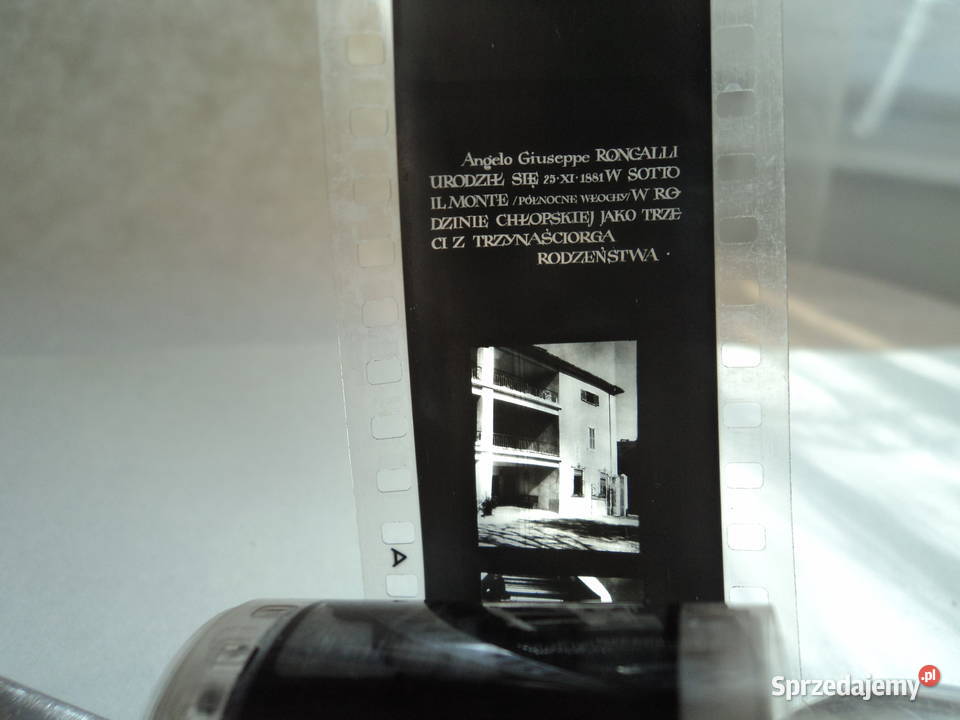 Angelo Giuseppe RONCALLI
URODZIŁ SIĘ 25·XI·1881 W SOTTO
IL MONTE /PÓŁNOCNE WŁOCHY/ W RO-
DZINIE CHŁOPSKIEJ JAKO TRZE-
CI Z TRZYNAŚCIORGA
RODZEŃSTWA .
A
Sprzedajemy.pl